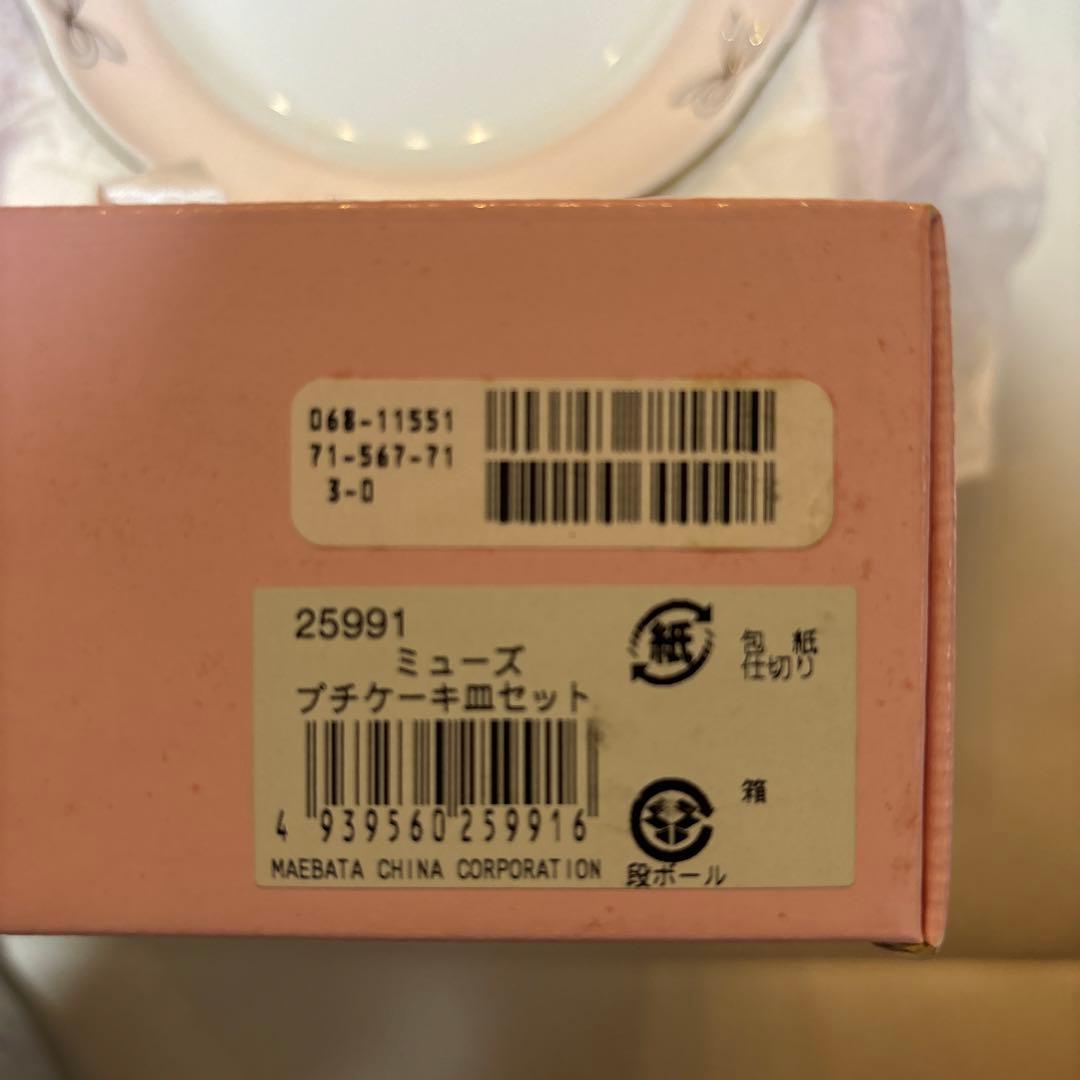 068-11551
71-567-71
3-0
25991
ミューズ
プチケーキ皿セット
4 939560 259916
MAEBATA CHINA CORPORATION
紙
包 紙
仕切り
箱
段ボール